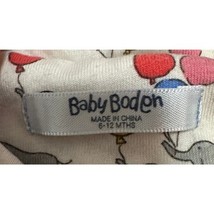 Baby Boden
MADE IN CHINA
6-12 MTHS